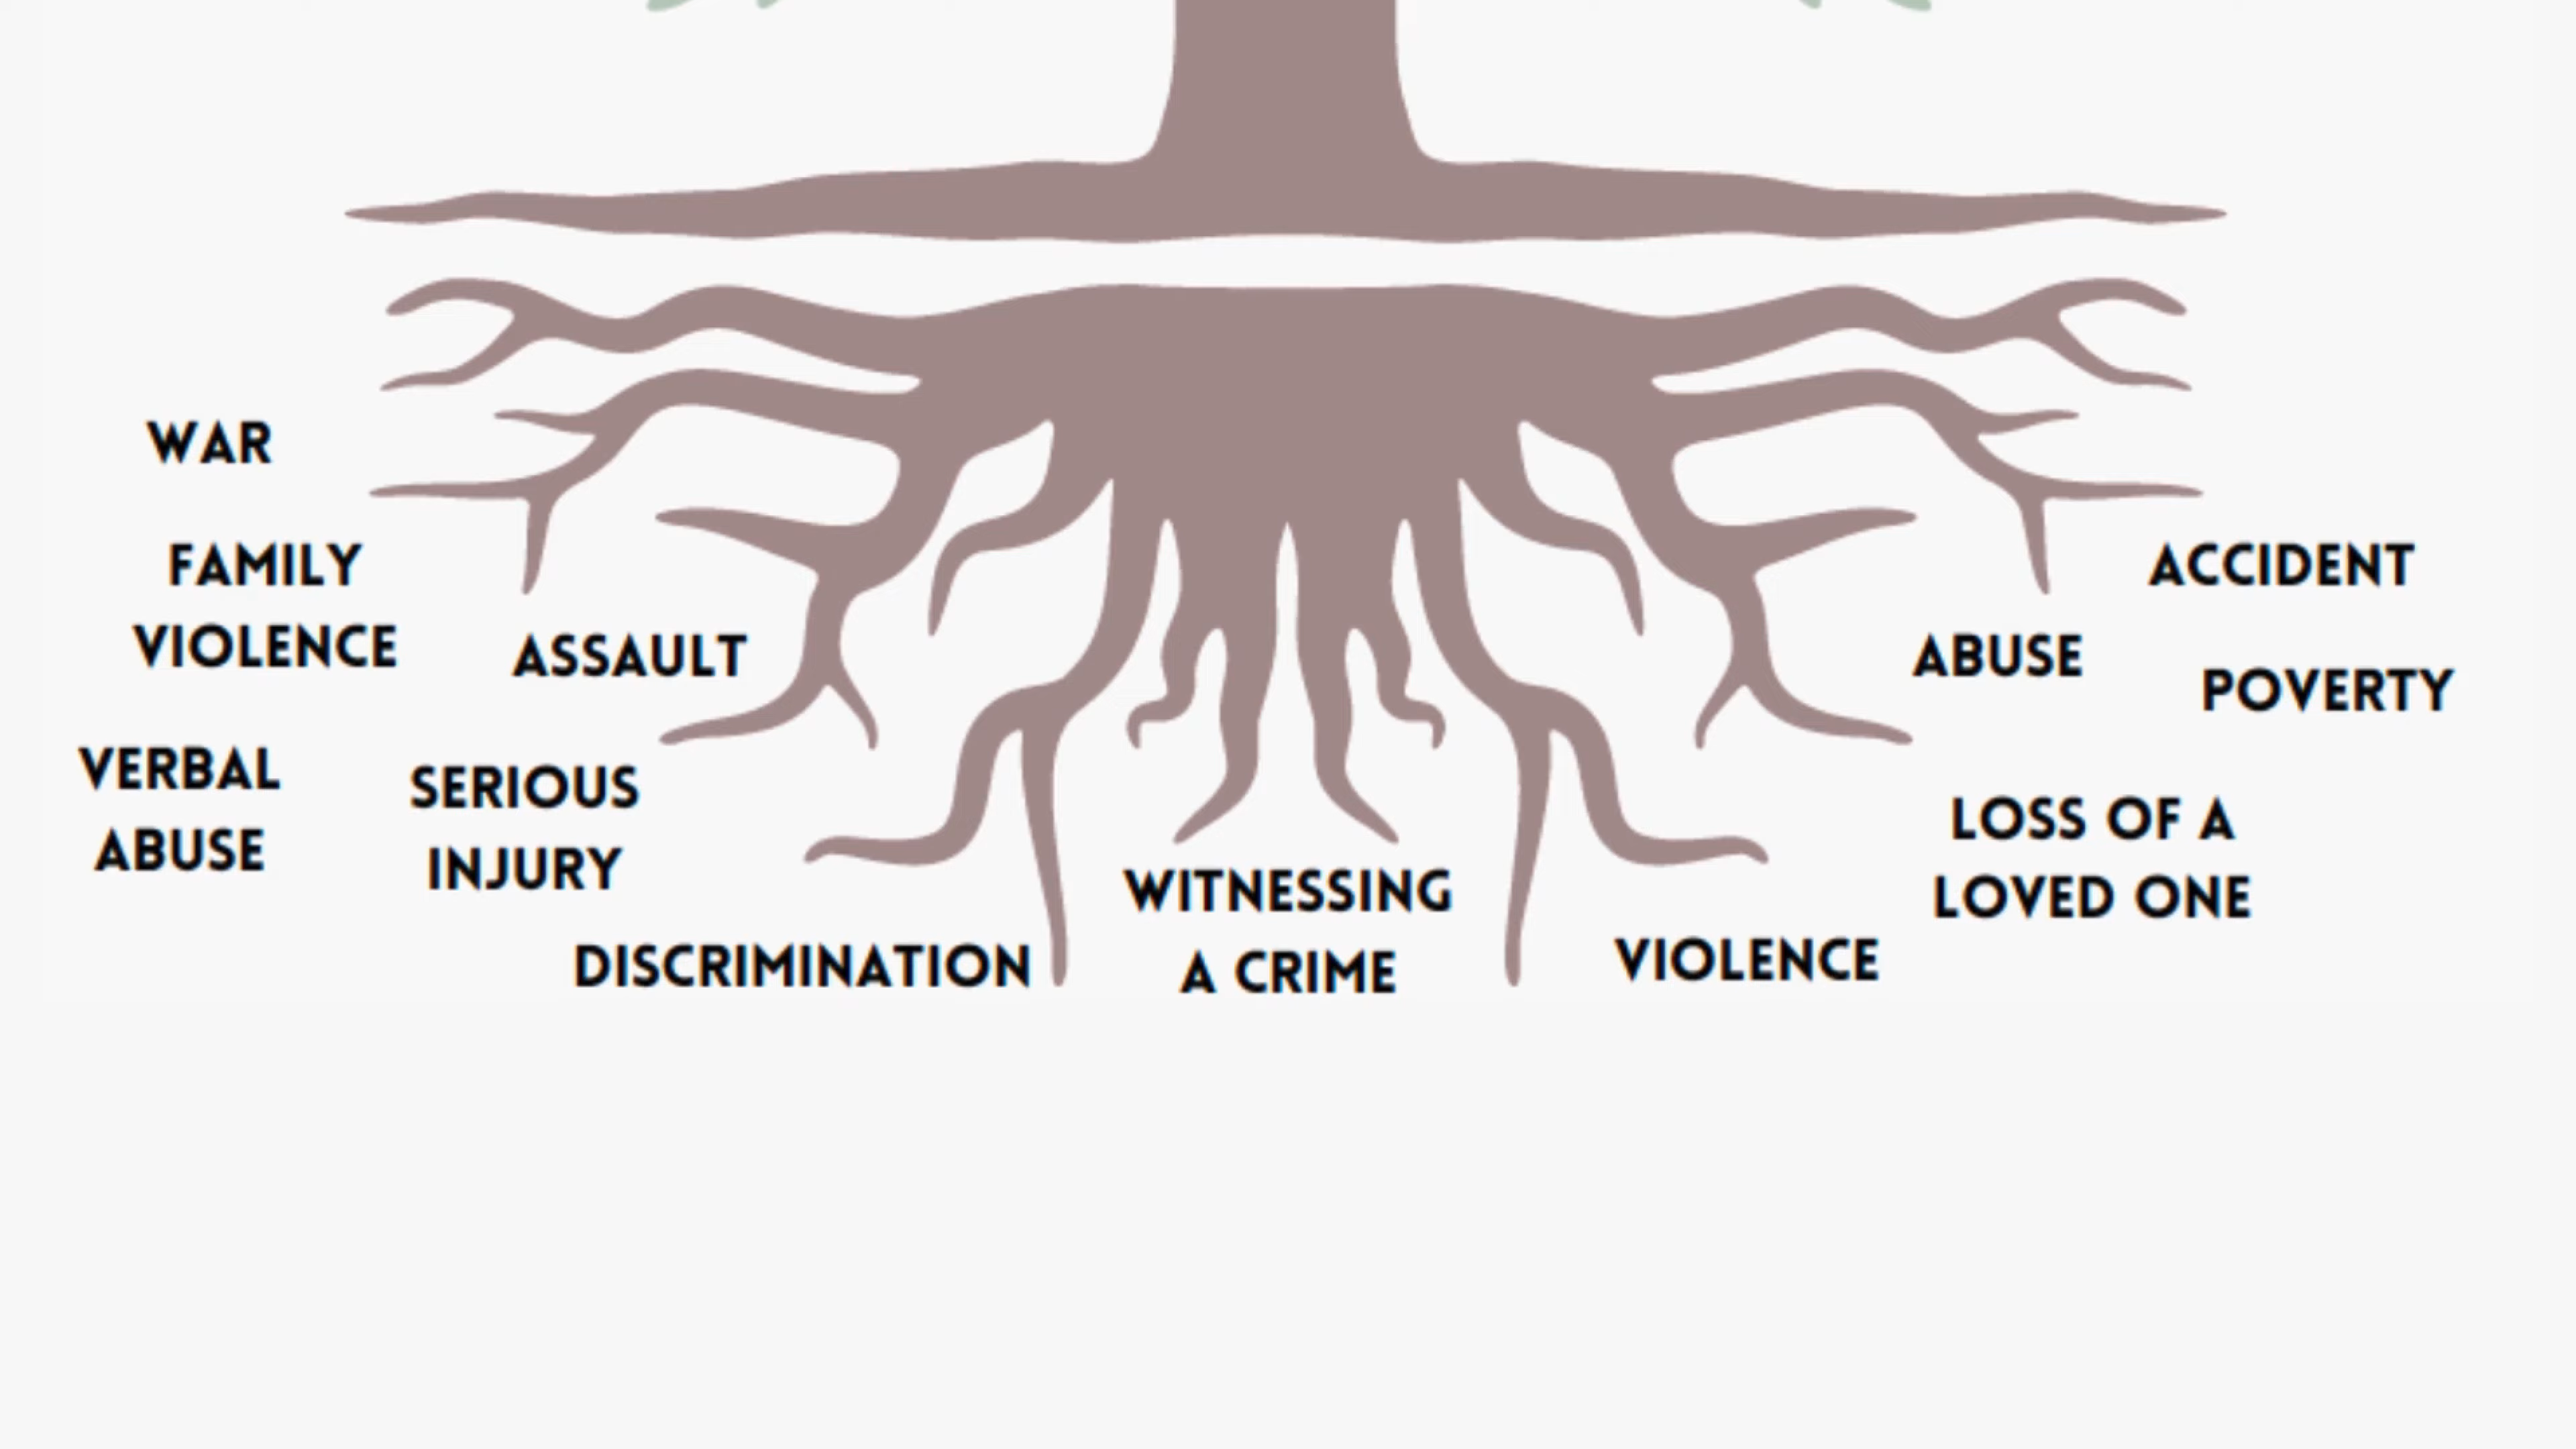 WAR
FAMILY
VIOLENCE
ASSAULT
VERBAL
ABUSE
SERIOUS
INJURY
DISCRIMINATION
WITNESSING
A CRIME
VIOLENCE
LOSS OF A
LOVED ONE
ABUSE
ACCIDENT
POVERTY